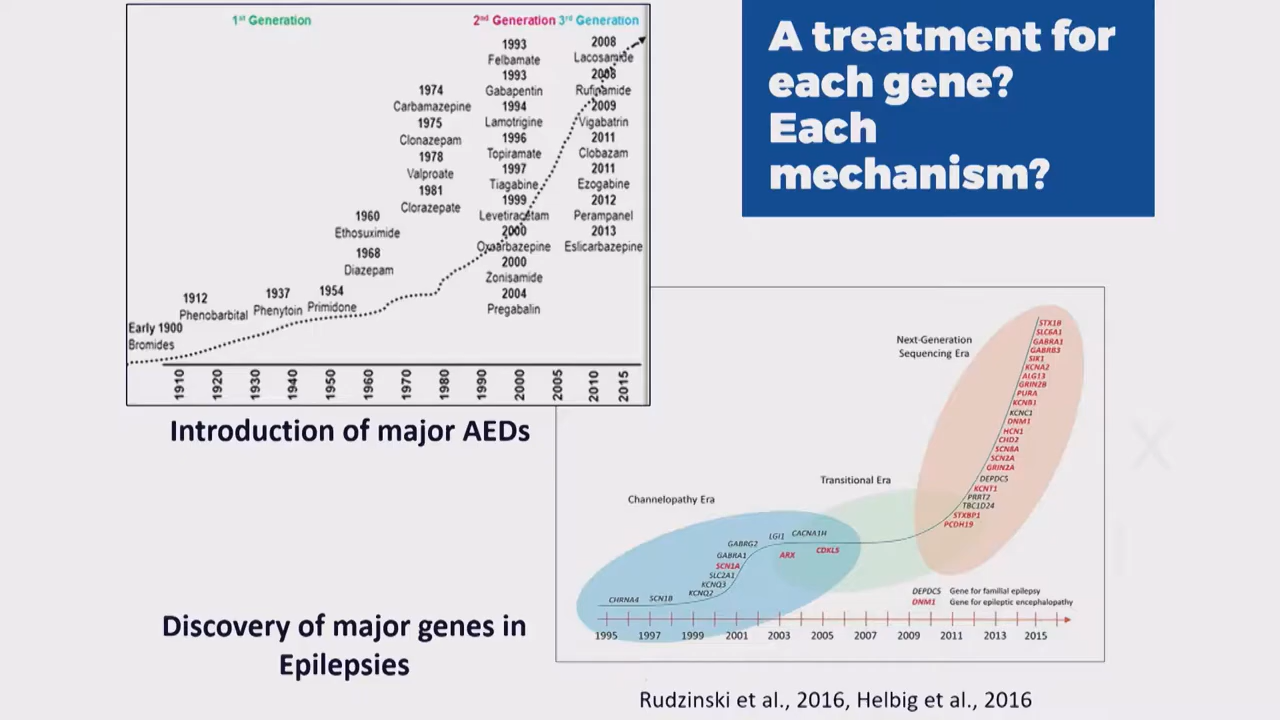 1st Generation
2nd Generation 3rd Generation
1993
Felbamate
1993
Gabapentin
1994
Lamotrigine
1996
Topiramate
1997
Tiagabine
1999
Levetiracetam
2000
Oxcarbazepine
2000
Zonisamide
2004
Pregabalin
2008
Lacosamide
2008
Rufinamide
2009
Vigabatrin
2011
Clobazam
2011
Ezogabine
2012
Perampanel
2013
Eslicarbazepine
1974
Carbamazepine
1975
Clonazepam
1978
Valproate
1981
Clorazepate
1960
Ethosuximide
1968
Diazepam
1954
Primidone
1937
Phenytoin
1912
Phenobarbital
Early 1900
Bromides
1910 1920 1930 1940 1950 1960 1970 1980 1990 2000 2005 2010 2015
A treatment for
each gene?
Each
mechanism?
Introduction of major AEDs
Next-Generation
Sequencing Era
STX1B
SLC6A1
GABRA1
GABRB3
SIK1
KCNA2
ALG13
GRIN2B
PURA
KCNB1
KCNC1
DNM1
HCN1
CHD2
SCN8A
SCN2A
GRIN2A
DEPDC5
KCNT1
PRRT2
TBC1D24
STXBP1
PCDH19
Transitional Era
Channelopathy Era
CACNA1H
LGI1
GABRG2
CDKL5
ARX
GABRA1
SCN1A
SLC2A1
KCNQ3
KCNQ2
SCN1B
CHRNA4
DEPDC5 Gene for familial epilepsy
DNM1 Gene for epileptic encephalopathy
1995 1997 1999 2001 2003 2005 2007 2009 2011 2013 2015
Discovery of major genes in
Epilepsies
Rudzinski et al., 2016, Helbig et al., 2016